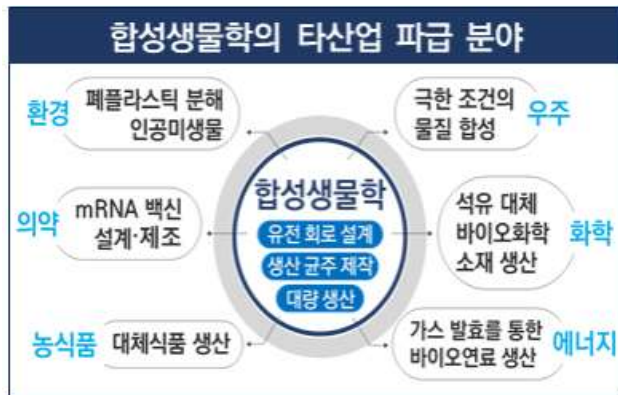 합성생물학의 타산업 파급 분야
환경
폐플라스틱 분해
인공미생물
극한 조건의
물질 합성
우주
의약
mRNA 백신
설계·제조
합성생물학
유전 회로 설계
생산 균주 제작
대량 생산
석유 대체
바이오화학
소재 생산
화학
농식품
대체식품 생산
가스 발효를 통한
바이오연료 생산
에너지